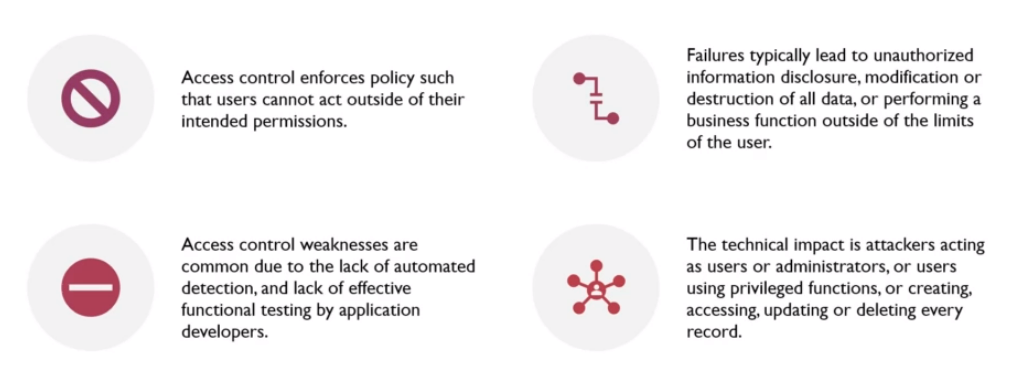 Access control enforces policy such
that users cannot act outside of their
intended permissions.
Failures typically lead to unauthorized
information disclosure, modification or
destruction of all data, or performing a
business function outside of the limits
of the user.
Access control weaknesses are
common due to the lack of automated
detection, and lack of effective
functional testing by application
developers.
The technical impact is attackers acting
as users or administrators, or users
using privileged functions, or creating,
accessing, updating or deleting every
record.